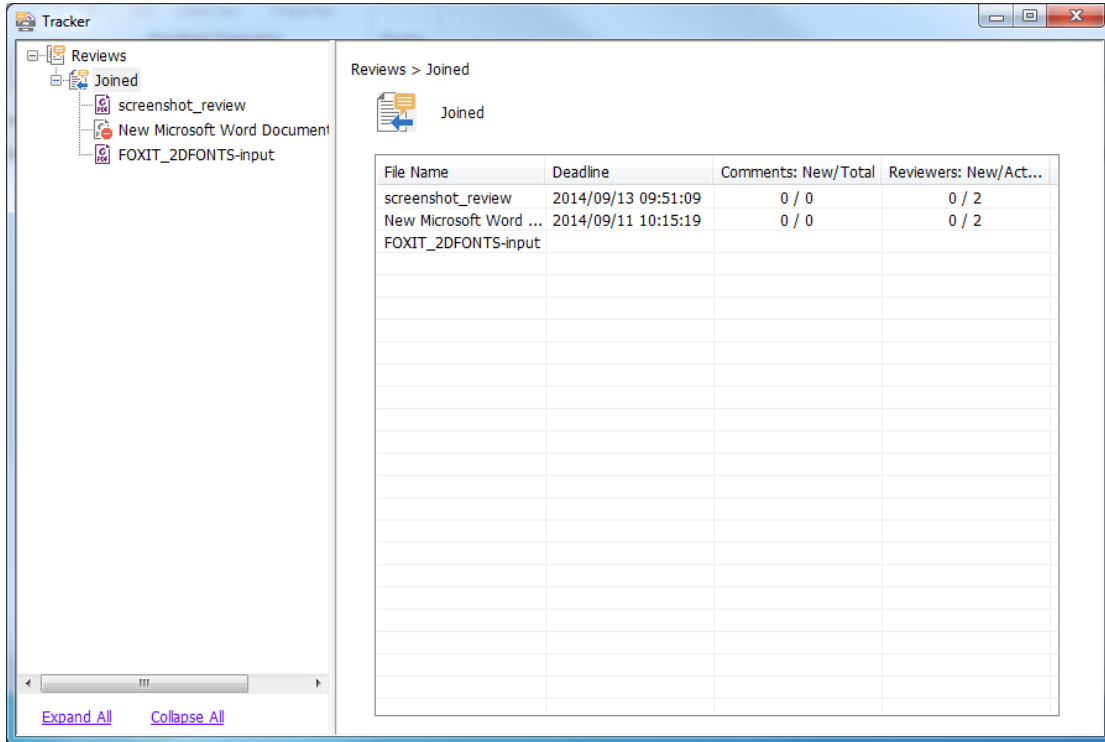 Tracker
Reviews
Joined
screenshot_review
New Microsoft Word Document
FOXIT_2DFONTS-input
Expand All Collapse All
Reviews > Joined
Joined
File Name Deadline Comments: New/Total Reviewers: New/Act...
screenshot_review 2014/09/13 09:51:09 0 / 0 0 / 2
New Microsoft Word ... 2014/09/11 10:15:19 0 / 0 0 / 2
FOXIT_2DFONTS-input